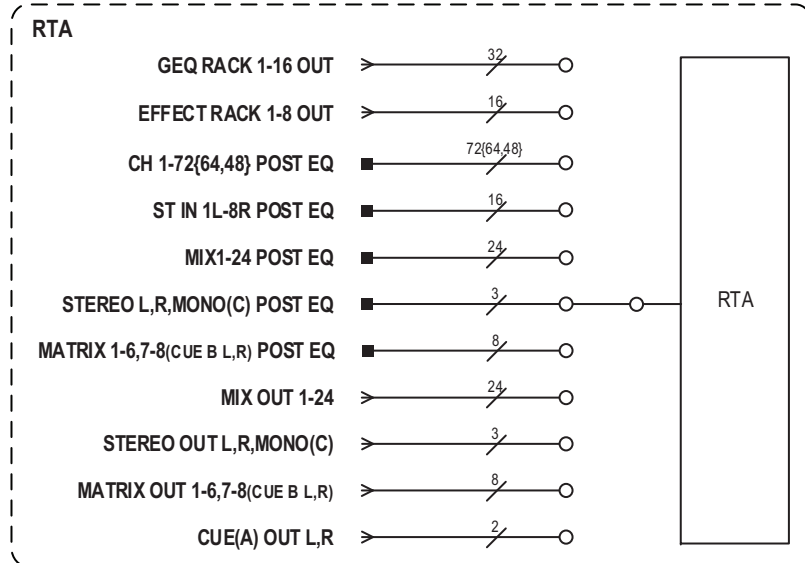 RTA
GEQ RACK 1-16 OUT 32
EFFECT RACK 1-8 OUT 16
CH 1-72{64,48} POST EQ 72{64,48}
ST IN 1L-8R POST EQ 16
MIX1-24 POST EQ 24
STEREO L,R,MONO(C) POST EQ 3 RTA
MATRIX 1-6,7-8(CUE B L,R) POST EQ 8
MIX OUT 1-24 24
STEREO OUT L,R,MONO(C) 3
MATRIX OUT 1-6,7-8(CUE B L,R) 8
CUE(A) OUT L,R 2